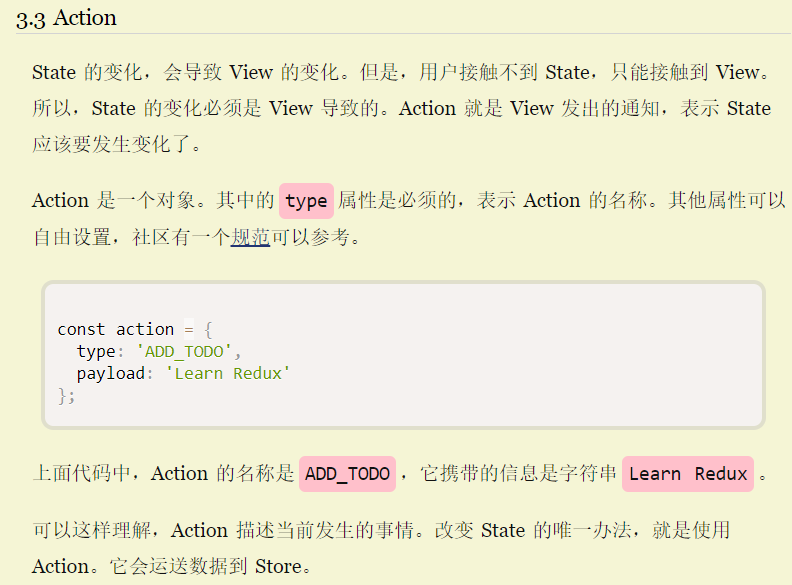 3.3 Action
State 的变化，会导致 View 的变化。但是，用户接触不到 State，只能接触到 View。
所以，State 的变化必须是 View 导致的。Action 就是 View 发出的通知，表示 State
应该要发生变化了。
Action 是一个对象。其中的 type 属性是必须的，表示 Action 的名称。其他属性可以
自由设置，社区有一个规范可以参考。
const action = {
  type: 'ADD_TODO',
  payload: 'Learn Redux'
};
上面代码中，Action 的名称是 ADD_TODO ，它携带的信息是字符串 Learn Redux 。
可以这样理解，Action 描述当前发生的事情。改变 State 的唯一办法，就是使用
Action。它会运送数据到 Store。